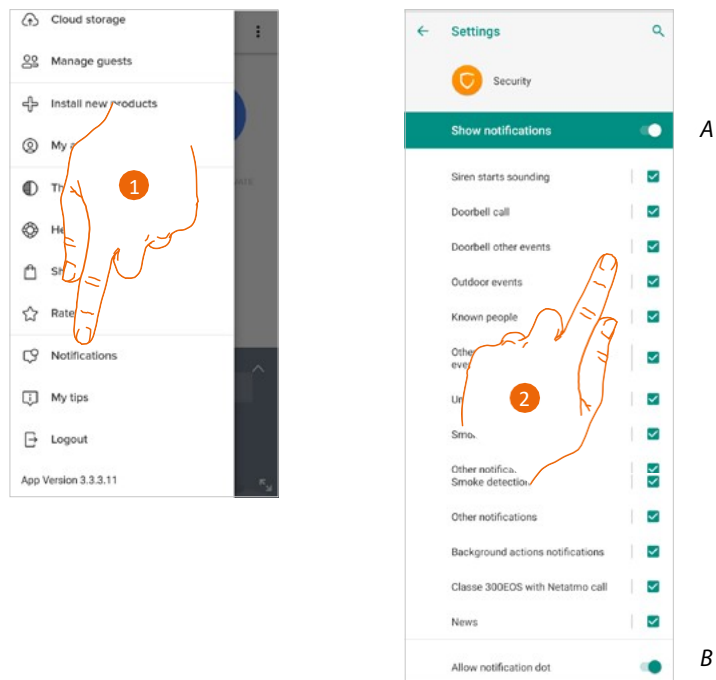 Cloud storage
Manage guests
Install new products
My
Th
He
Sh
Rate
Notifications
My tips
Logout
App Version 3.3.3.11
1
Settings
Security
Show notifications
A
Siren starts sounding
Doorbell call
Doorbell other events
Outdoor events
Known people
Othe
eve
Un
Smo
2
Other notifica
Smoke detection
Other notifications
Background actions notifications
Classe 300EOS with Netatmo call
News
Allow notification dot
B